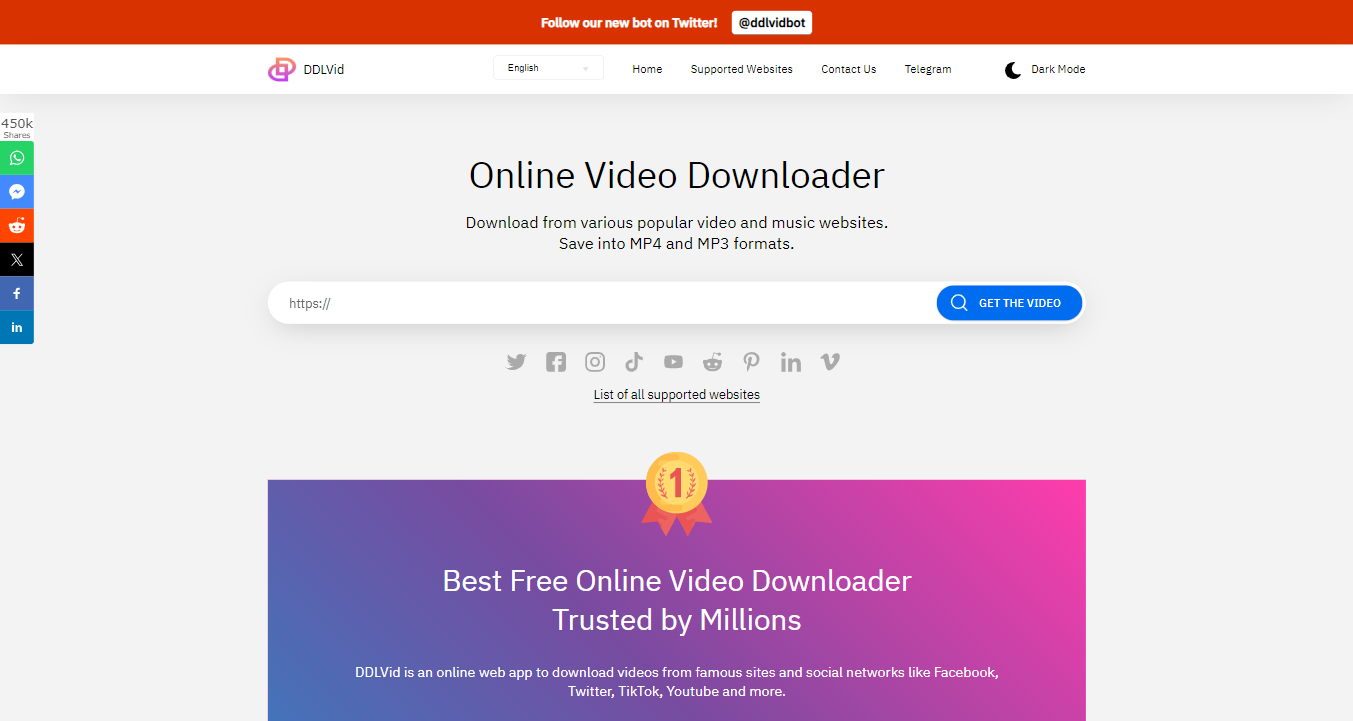 Follow our new bot on Twitter! @ddlvidbot
DDLVid English Home Supported Websites Contact Us Telegram Dark Mode
450k
Shares
Online Video Downloader
Download from various popular video and music websites.
Save into MP4 and MP3 formats.
https:// GET THE VIDEO
List of all supported websites
1
Best Free Online Video Downloader
Trusted by Millions
DDLVid is an online web app to download videos from famous sites and social networks like Facebook,
Twitter, TikTok, Youtube and more.